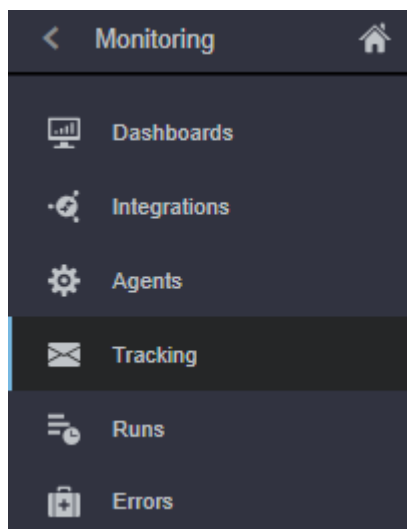 Monitoring
Dashboards
Integrations
Agents
Tracking
Runs
Errors